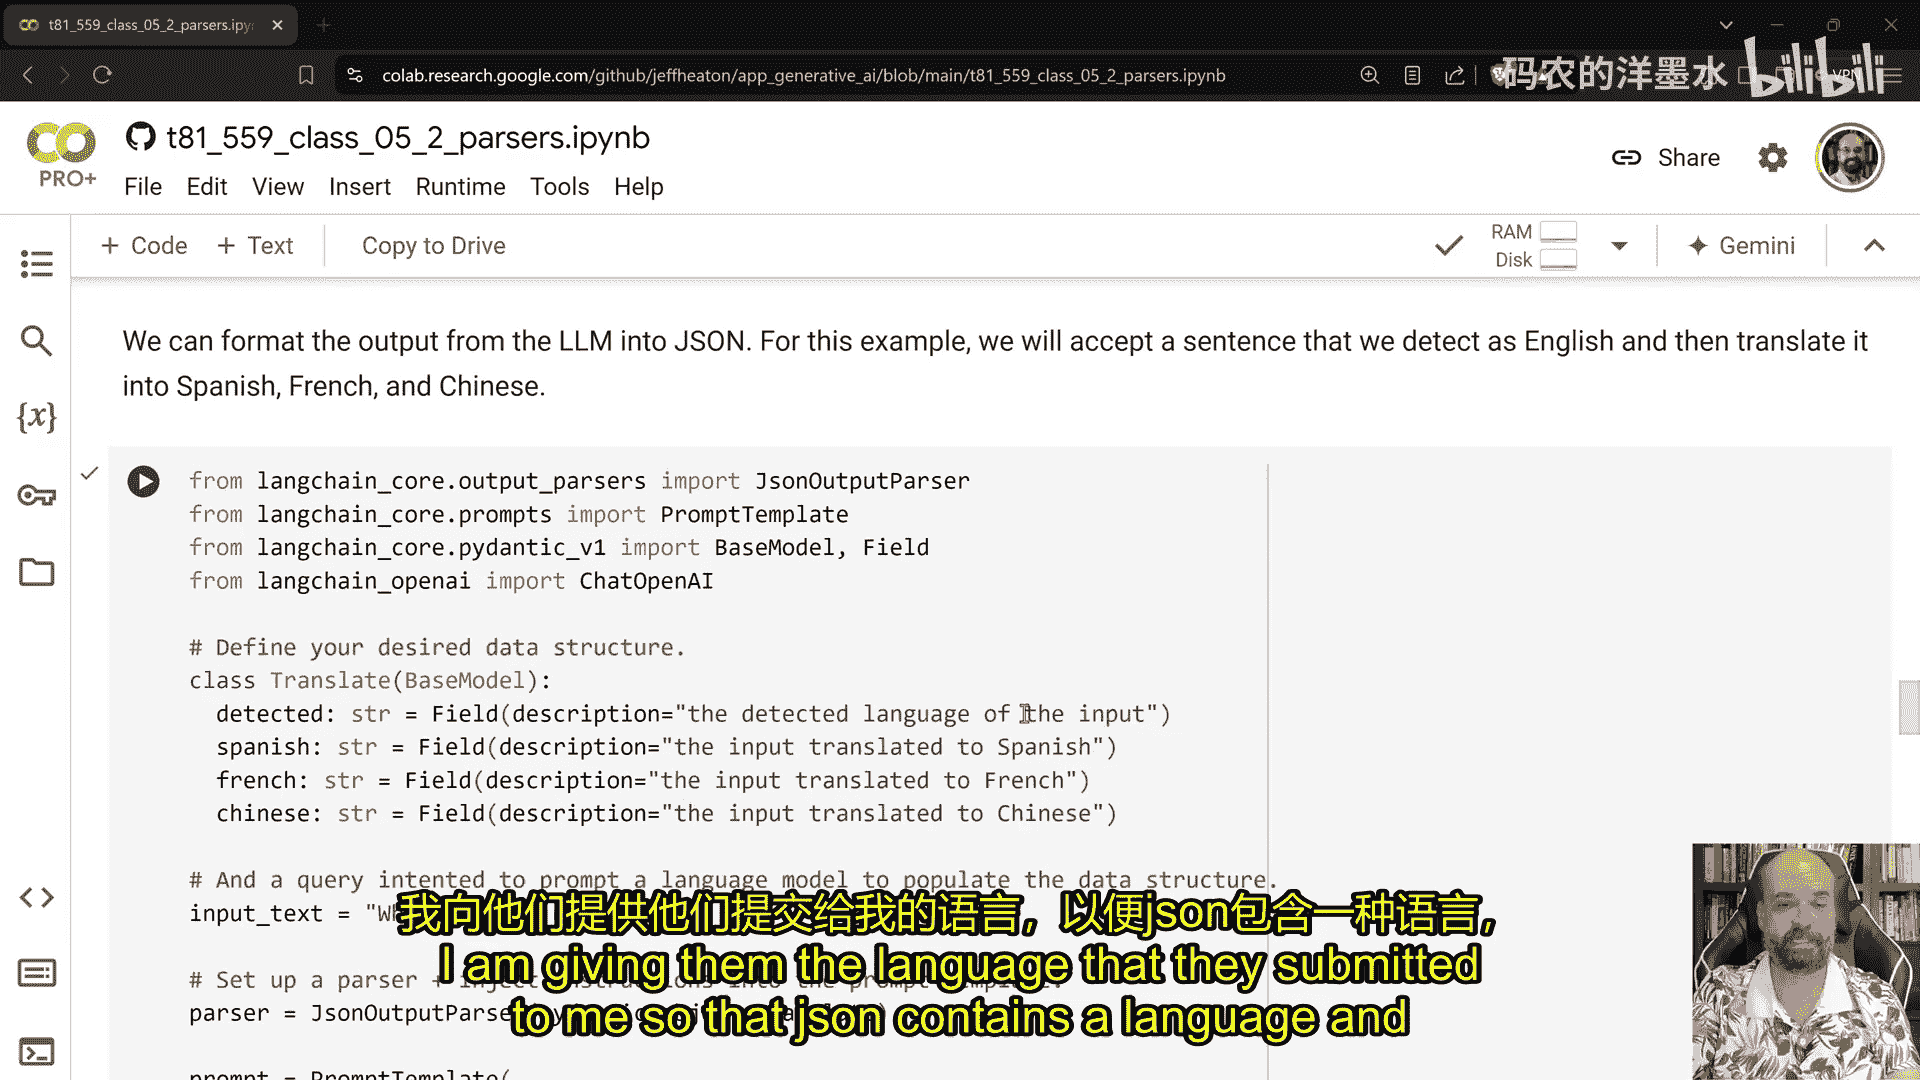 t81_559_class_05_2_parsers.ipy
colab.research.google.com/github/jeffheaton/app_generative_ai/blob/main/t81_559_class_05_2_parsers.ipynb
码农的洋墨水 bilibili
VPN
t81_559_class_05_2_parsers.ipynb
PRO+
File Edit View Insert Runtime Tools Help
Share
+ Code + Text Copy to Drive
RAM
Disk
Gemini
We can format the output from the LLM into JSON. For this example, we will accept a sentence that we detect as English and then translate it
into Spanish, French, and Chinese.
from langchain_core.output_parsers import JsonOutputParser
from langchain_core.prompts import PromptTemplate
from langchain_core.pydantic_v1 import BaseModel, Field
from langchain_openai import ChatOpenAI
# Define your desired data structure.
class Translate(BaseModel):
detected: str = Field(description="the detected language of the input")
spanish: str = Field(description="the input translated to Spanish")
french: str = Field(description="the input translated to French")
chinese: str = Field(description="the input translated to Chinese")
# And a query intented to prompt a language model to populate the data structure.
input_text = "W
我向他们提供他们提交给我的语言，以便json包含一种语言，
I am giving them the language that they submitted
to me so that json contains a language and
# Set up a parser +
parser = JsonOutputParse
prompt = PromptTemplate(